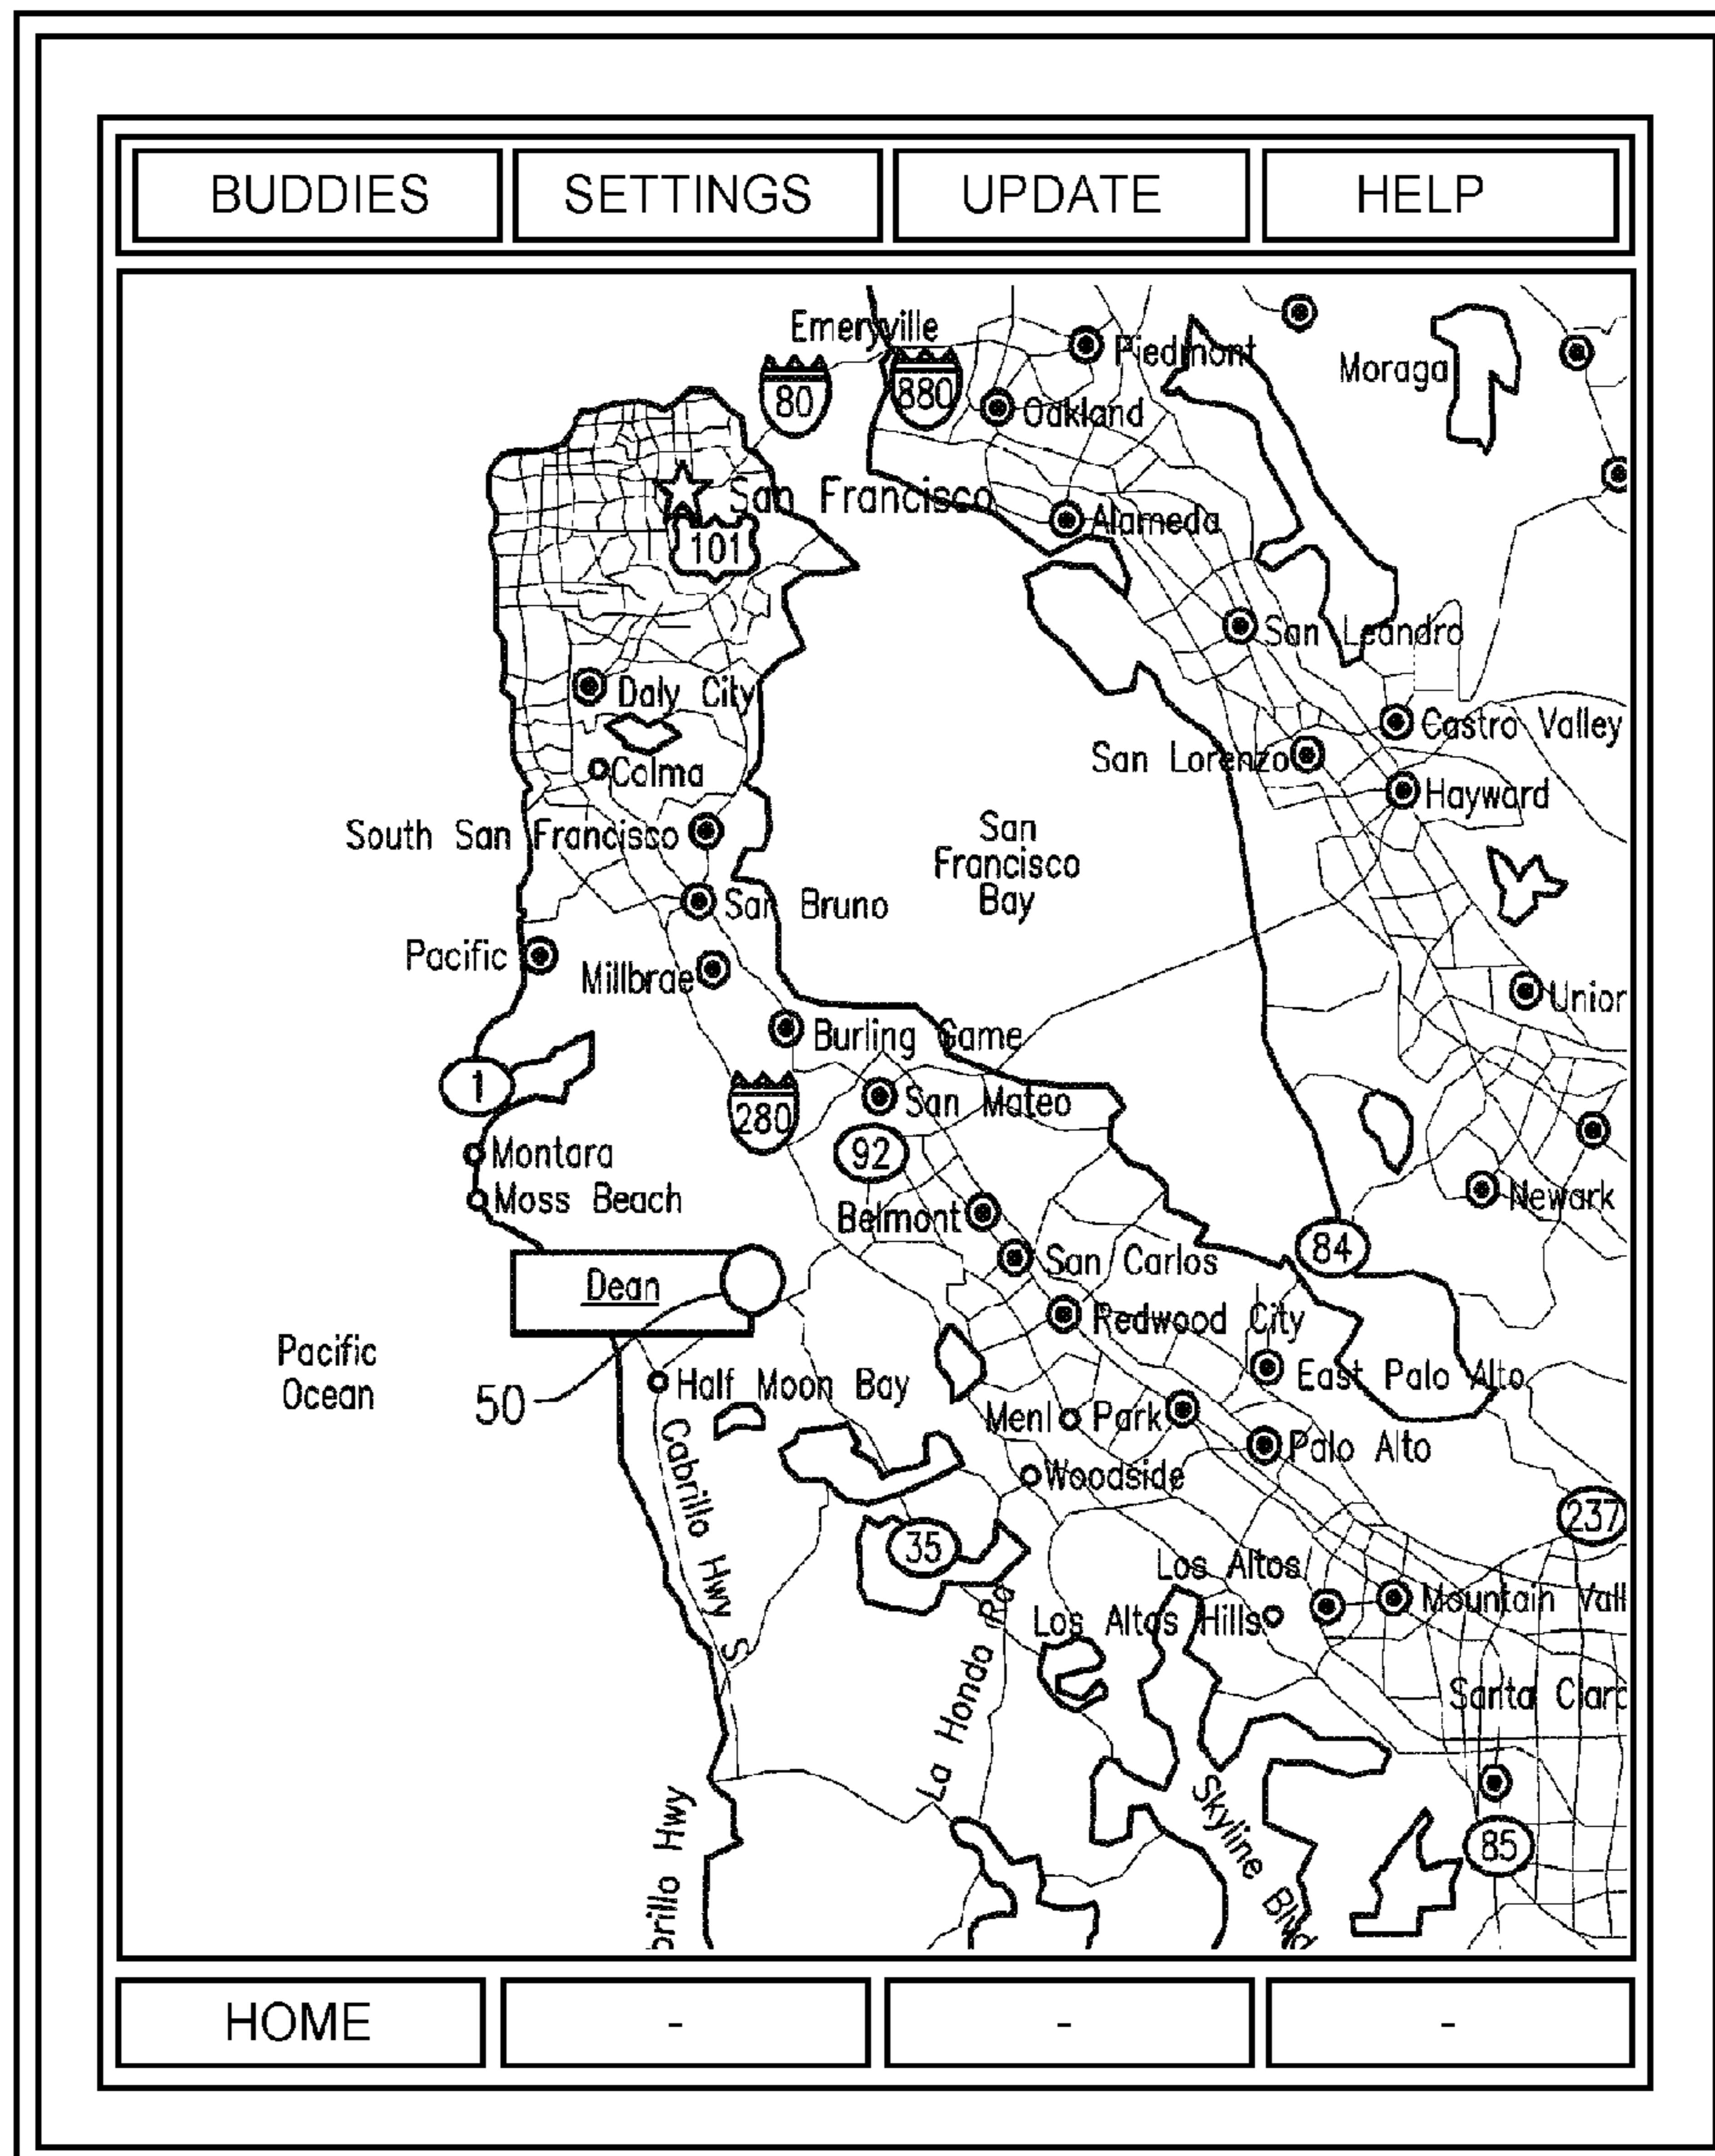 BUDDIES SETTINGS UPDATE HELP
Emeryville
Piedmont
Moraga
80
880
Oakland
San Francisco
Alameda
101
San Leandro
Daly City
Castro Valley
San Lorenzo
Colma
Hayward
South San Francisco
San
Francisco
Bay
San Bruno
Pacific
Millbrae
Union
Burling Game
1
280
San Mateo
92
Montara
Moss Beach
Newark
Belmont
84
San Carlos
Dean
Redwood City
Pacific
Ocean
East Palo Alto
50
Half Moon Bay
Menl Park
Palo Alto
Woodside
Cabrillo Hwy S
237
35
Los Altos
Mountain Vall
Los Altos Hills
La Honda Rd
Santa Clara
Skyline Blvd
85
brillo Hwy
HOME - - -